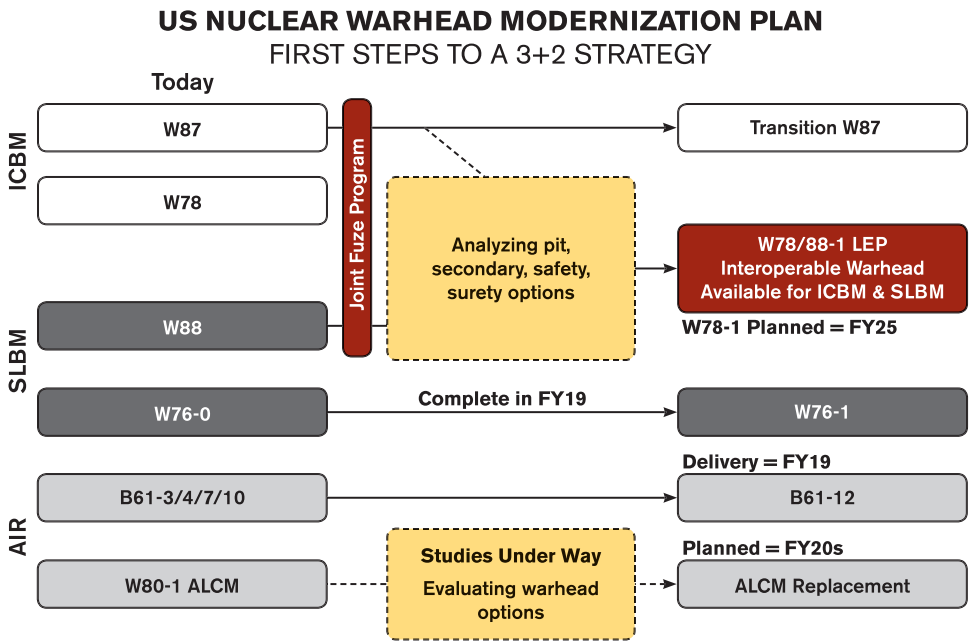 US NUCLEAR WARHEAD MODERNIZATION PLAN
FIRST STEPS TO A 3+2 STRATEGY
Today
ICBM
W87
Joint Fuze Program
Transition W87
W78
Analyzing pit,
secondary, safety,
surety options
W78/88-1 LEP
Interoperable Warhead
Available for ICBM & SLBM
W78-1 Planned = FY25
SLBM
W88
W76-0
Complete in FY19
W76-1
AIR
Delivery = FY19
B61-3/4/7/10
B61-12
Planned = FY20s
W80-1 ALCM
Studies Under Way
Evaluating warhead
options
ALCM Replacement